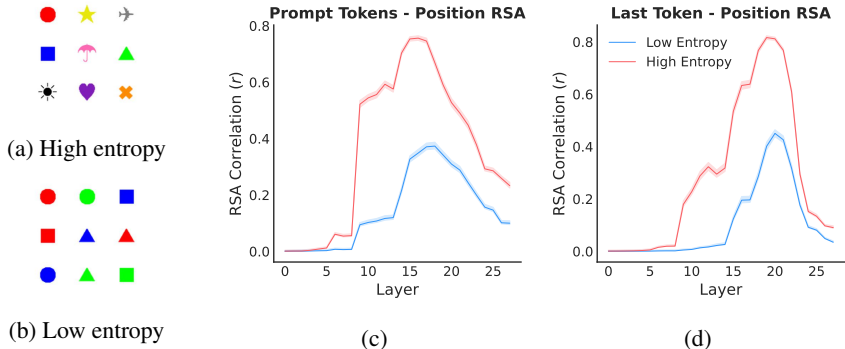 (a) High entropy
(b) Low entropy
Prompt Tokens - Position RSA
RSA Correlation (r)
0.8
0.6
0.4
0.2
0.0
0 5 10 15 20 25
Layer
(c)
Last Token - Position RSA
Low Entropy
High Entropy
RSA Correlation (r)
0.8
0.6
0.4
0.2
0.0
0 5 10 15 20 25
Layer
(d)